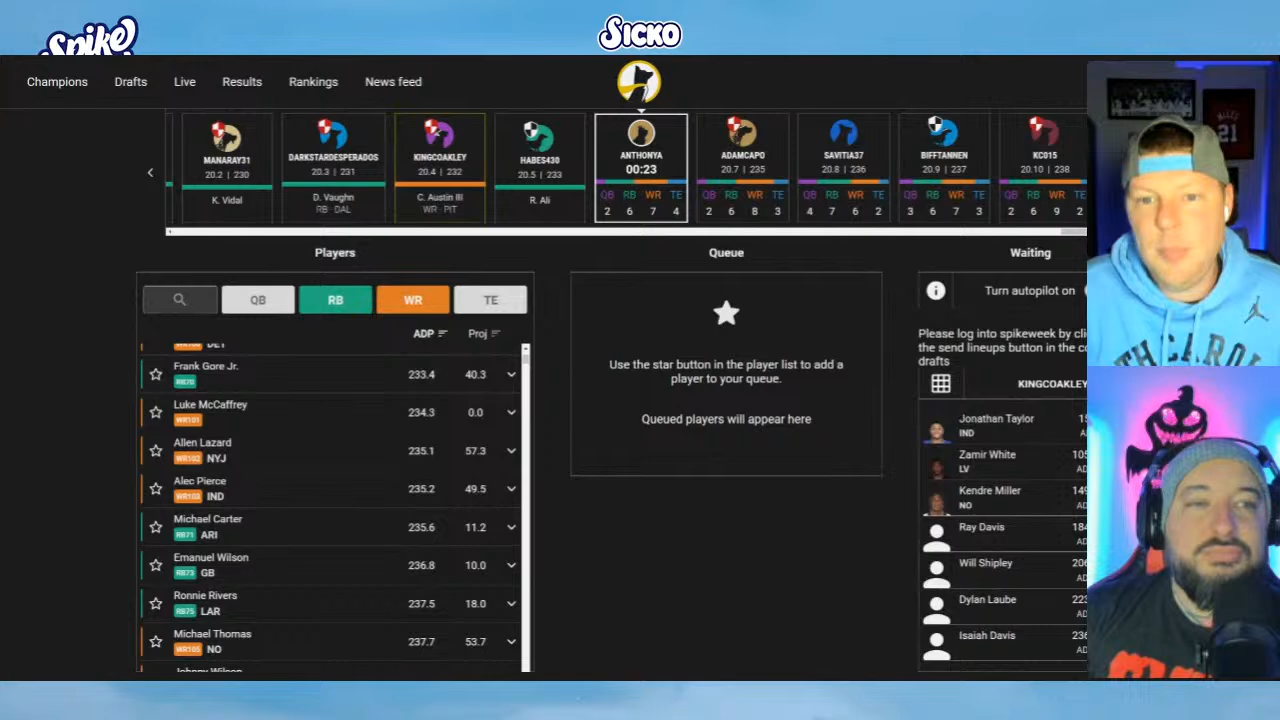 Spike
SICKO
Champions
Drafts
Live
Results
Rankings
News feed
MANARAY31
20.2 | 230
K. Vidal
DARKSTARDESPERADOS
20.3 | 231
D. Vaughn
RB · DAL
KINGCOAKLEY
20.4 | 232
C. Austin III
WR · PIT
HABES430
20.5 | 233
R. Ali
ANTHONYA
00:23
QB RB WR TE
2 6 7 4
ADAMCAPO
20.7 | 235
QB RB WR TE
2 6 8 3
SAVITIA37
20.8 | 236
QB RB WR TE
4 7 6 2
BIFFTANNEN
20.9 | 237
QB RB WR TE
3 6 7 3
KC015
20.10 | 238
QB RB WR TE
2 6 9 2
Players
QB RB WR TE
ADP Proj
Frank Gore Jr. 233.4 40.3
RB70
Luke McCaffrey 234.3 0.0
WR101
Allen Lazard 235.1 57.3
WR102 NYJ
Alec Pierce 235.2 49.5
WR103 IND
Michael Carter 235.6 11.2
RB71 ARI
Emanuel Wilson 236.8 10.0
RB73 GB
Ronnie Rivers 237.5 18.0
RB75 LAR
Michael Thomas 237.7 53.7
WR105 NO
Queue
Use the star button in the player list to add a
player to your queue.
Queued players will appear here
Waiting
Turn autopilot on
Please log into spikeweek by cli
the send lineups button in the co
drafts
KINGCOAKLEY
Jonathan Taylor
IND
Zamir White
LV
Kendre Miller
NO
Ray Davis
Will Shipley
Dylan Laube
Isaiah Davis
21